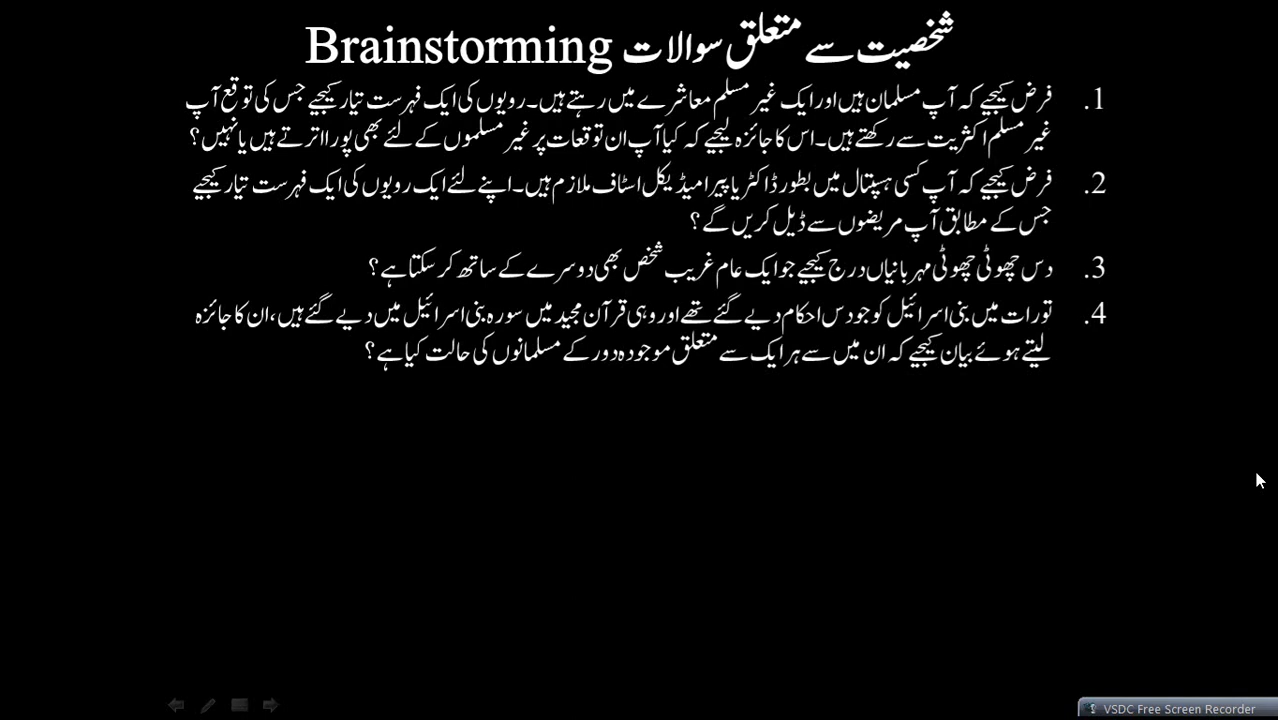 شخصیت سے متعلق سوالات Brainstorming
1. فرض کیجیے کہ آپ مسلمان ہیں اور ایک غیر مسلم معاشرے میں رہتے ہیں۔ رویوں کی ایک فہرست تیار کیجیے جس کی توقع آپ
غیر مسلم اکثریت سے رکھتے ہیں۔ اس کا جائزہ لیجیے کہ کیا آپ ان توقعات پر غیر مسلموں کے لئے بھی پورا اترتے ہیں یا نہیں؟
2. فرض کیجیے کہ آپ کسی ہسپتال میں بطور ڈاکٹر یا پیرا میڈیکل اسٹاف ملازم ہیں۔ اپنے لئے ایک رویوں کی ایک فہرست تیار کیجیے
جس کے مطابق آپ مریضوں سے ڈیل کریں گے؟
3. دس چھوٹی چھوٹی مہربانیاں درج کیجیے جو ایک عام غریب شخص بھی دوسرے کے ساتھ کر سکتا ہے؟
4. تورات میں بنی اسرائیل کو جو دس احکام دیے گئے تھے اور وہی قرآن مجید میں سورہ بنی اسرائیل میں دیے گئے ہیں، ان کا جائزہ
لیتے ہوئے بیان کیجیے کہ ان میں سے ہر ایک سے متعلق موجودہ دور کے مسلمانوں کی حالت کیا ہے؟
VSDC Free Screen Recorder